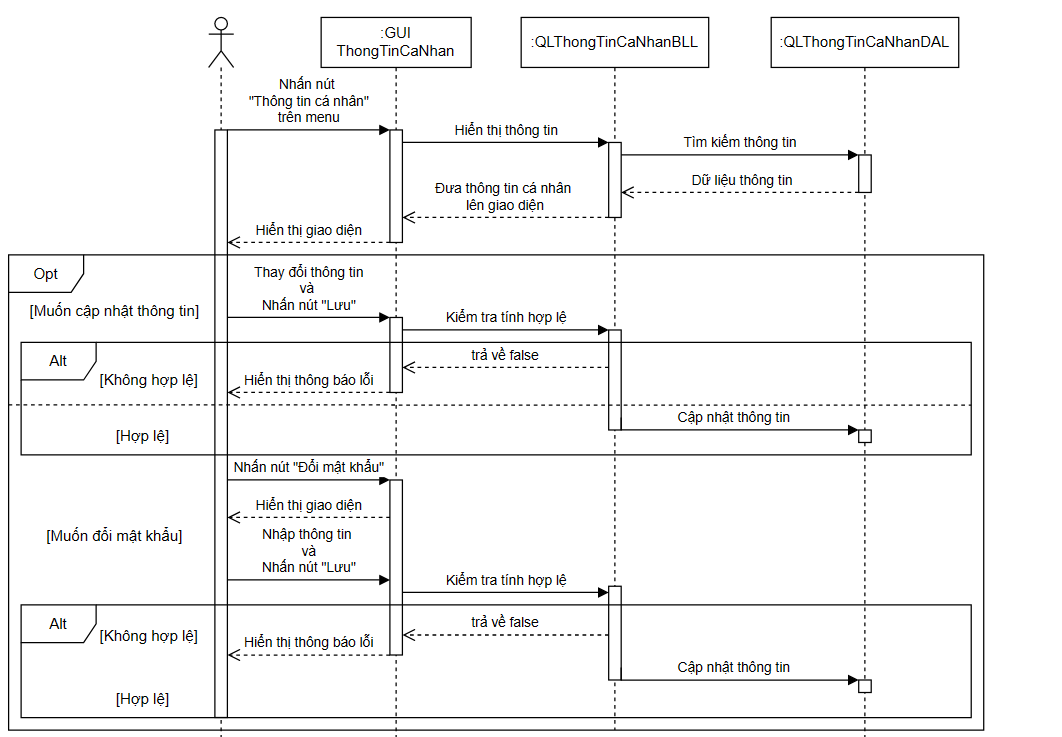 :GUI
ThongTinCaNhan
:QLThongTinCaNhanBLL
:QLThongTinCaNhanDAL
Nhấn nút
"Thông tin cá nhân"
trên menu
Hiển thị thông tin
Tìm kiếm thông tin
Dữ liệu thông tin
Đưa thông tin cá nhân
lên giao diện
Hiển thị giao diện
Opt
Thay đổi thông tin
và
Nhấn nút "Lưu"
[Muốn cập nhật thông tin]
Kiểm tra tính hợp lệ
Alt
trả về false
[Không hợp lệ]
Hiển thị thông báo lỗi
Cập nhật thông tin
[Hợp lệ]
Nhấn nút "Đổi mật khẩu"
Hiển thị giao diện
[Muốn đổi mật khẩu]
Nhập thông tin
và
Nhấn nút "Lưu"
Kiểm tra tính hợp lệ
Alt
trả về false
[Không hợp lệ]
Hiển thị thông báo lỗi
Cập nhật thông tin
[Hợp lệ]